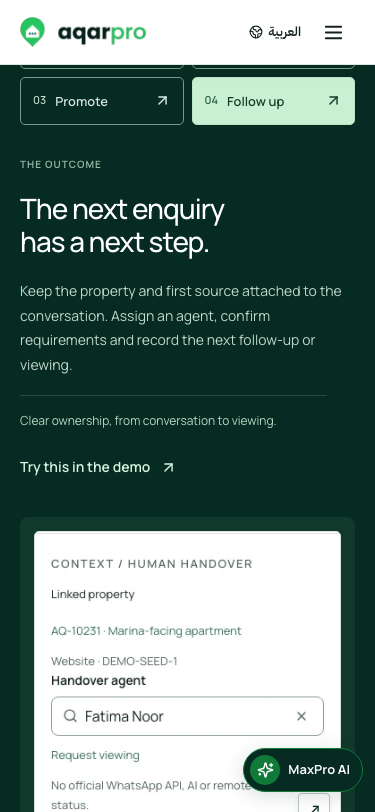 aqarpro
العربية
03 Promote
04 Follow up
THE OUTCOME
The next enquiry
has a next step.
Keep the property and first source attached to the
conversation. Assign an agent, confirm
requirements and record the next follow-up or
viewing.
Clear ownership, from conversation to viewing.
Try this in the demo
CONTEXT / HUMAN HANDOVER
Linked property
AQ-10231 · Marina-facing apartment
Website · DEMO-SEED-1
Handover agent
Fatima Noor
Request viewing
No official WhatsApp API, AI or remote
status.
MaxPro AI